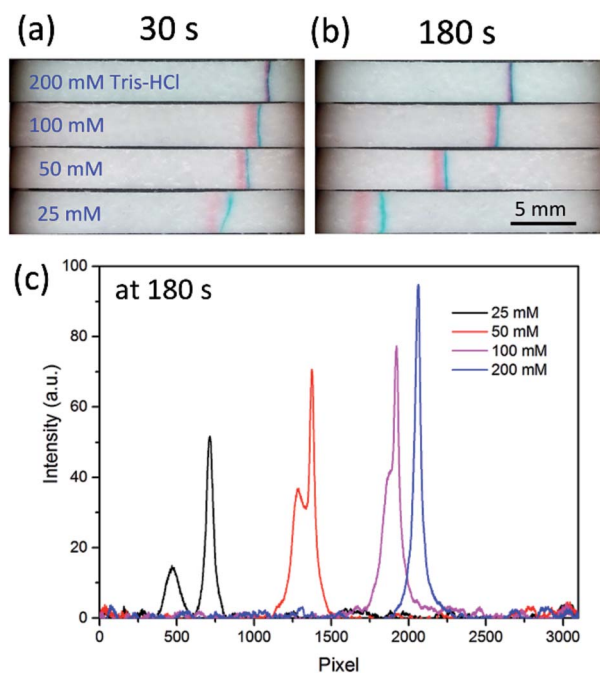 (a) 30 s
(b) 180 s
200 mM Tris-HCl
100 mM
50 mM
25 mM
5 mm
(c) at 180 s
100
80
60
40
20
0
Intensity (a.u.)
25 mM
50 mM
100 mM
200 mM
0 500 1000 1500 2000 2500 3000
Pixel